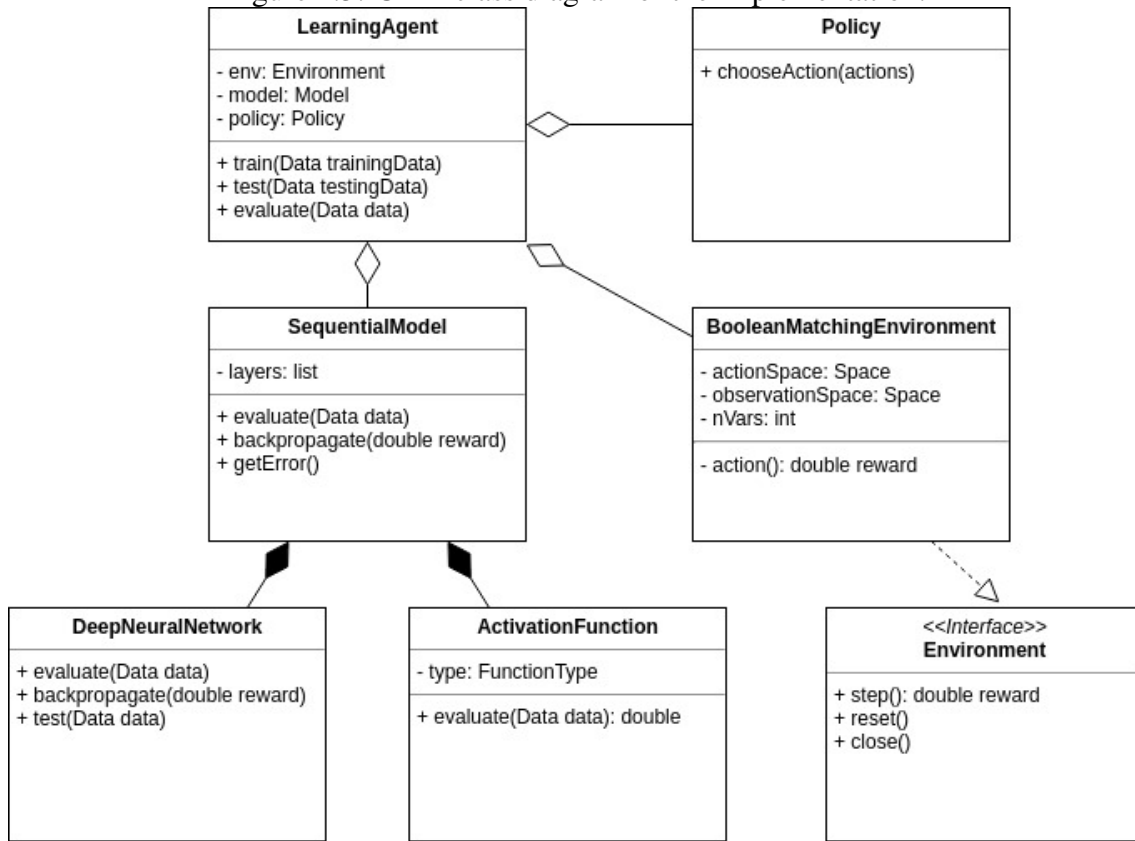 LearningAgent
- env: Environment
- model: Model
- policy: Policy
+ train(Data trainingData)
+ test(Data testingData)
+ evaluate(Data data)
Policy
+ chooseAction(actions)
SequentialModel
- layers: list
+ evaluate(Data data)
+ backpropagate(double reward)
+ getError()
BooleanMatchingEnvironment
- actionSpace: Space
- observationSpace: Space
- nVars: int
- action(): double reward
DeepNeuralNetwork
+ evaluate(Data data)
+ backpropagate(double reward)
+ test(Data data)
ActivationFunction
- type: FunctionType
+ evaluate(Data data): double
<<Interface>>
Environment
+ step(): double reward
+ reset()
+ close()